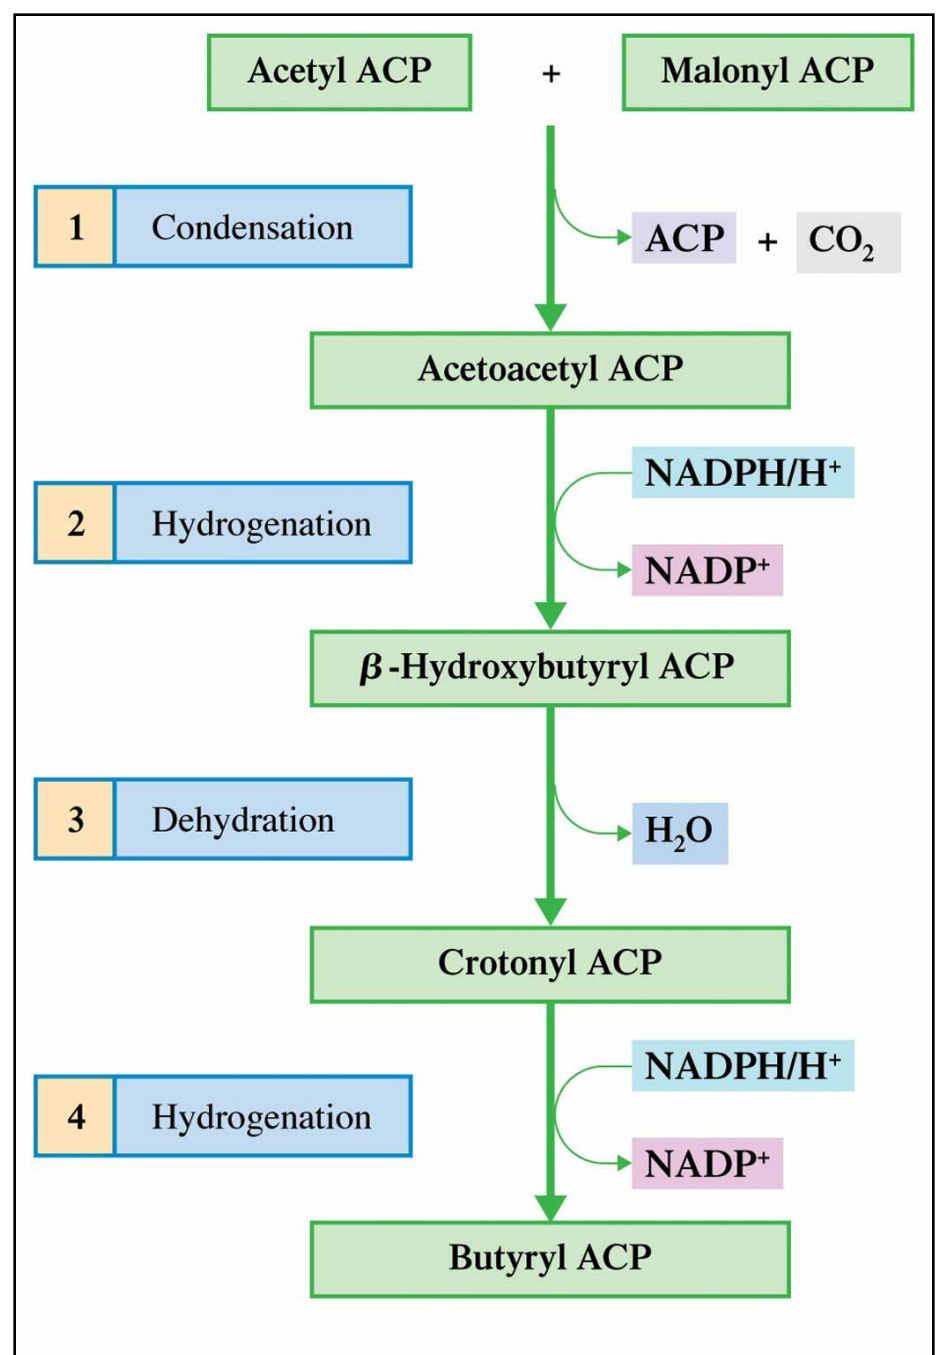 Acetyl ACP + Malonyl ACP
1 Condensation
ACP + CO₂
Acetoacetyl ACP
NADPH/H⁺
2 Hydrogenation
NADP⁺
β-Hydroxybutyryl ACP
3 Dehydration
H₂O
Crotonyl ACP
NADPH/H⁺
4 Hydrogenation
NADP⁺
Butyryl ACP